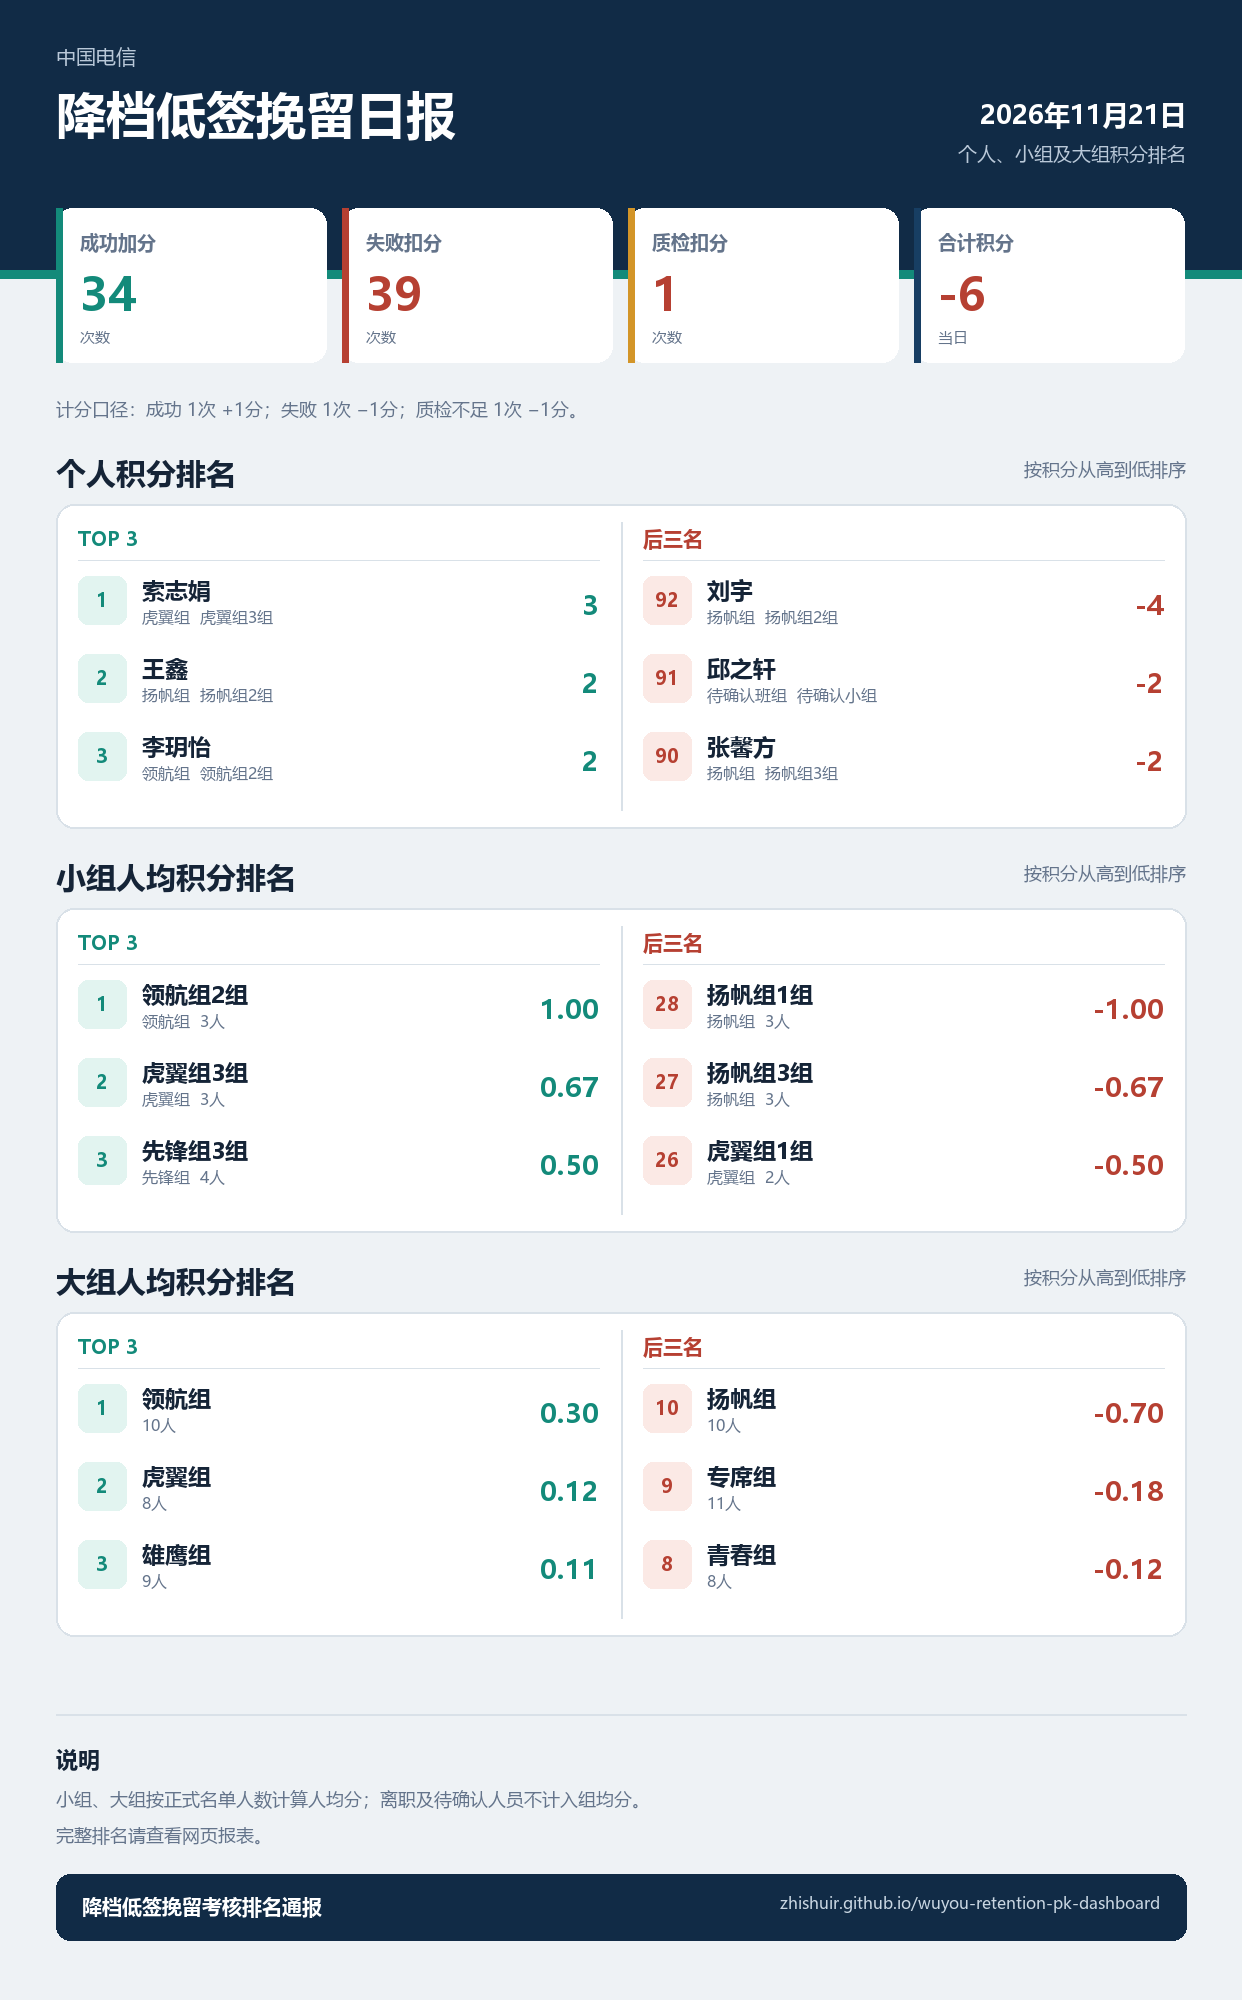 中国电信
降档低签挽留日报
2026年11月21日
个人、小组及大组积分排名
成功加分
34
次数
失败扣分
39
次数
质检扣分
1
次数
合计积分
-6
当日
计分口径：成功 1次 +1分；失败 1次 −1分；质检不足 1次 −1分。
个人积分排名
按积分从高到低排序
TOP 3
1
索志娟
虎翼组 虎翼组3组
3
2
王鑫
扬帆组 扬帆组2组
2
3
李玥怡
领航组 领航组2组
2
后三名
92
刘宇
扬帆组 扬帆组2组
-4
91
邱之轩
待确认班组 待确认小组
-2
90
张馨方
扬帆组 扬帆组3组
-2
小组人均积分排名
按积分从高到低排序
TOP 3
1
领航组2组
领航组 3人
1.00
2
虎翼组3组
虎翼组 3人
0.67
3
先锋组3组
先锋组 4人
0.50
后三名
28
扬帆组1组
扬帆组 3人
-1.00
27
扬帆组3组
扬帆组 3人
-0.67
26
虎翼组1组
虎翼组 2人
-0.50
大组人均积分排名
按积分从高到低排序
TOP 3
1
领航组
10人
0.30
2
虎翼组
8人
0.12
3
雄鹰组
9人
0.11
后三名
10
扬帆组
10人
-0.70
9
专席组
11人
-0.18
8
青春组
8人
-0.12
说明
小组、大组按正式名单人数计算人均分；离职及待确认人员不计入组均分。
完整排名请查看网页报表。
降档低签挽留考核排名通报
zhishuir.github.io/wuyou-retention-pk-dashboard